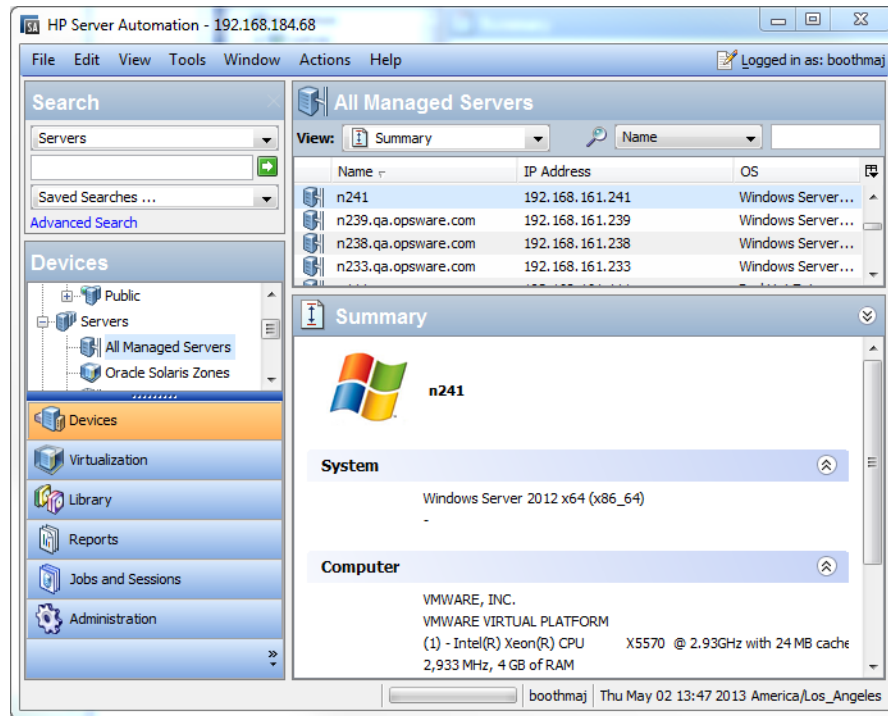 HP Server Automation - 192.168.184.68
File Edit View Tools Window Actions Help
Logged in as: boothmaj
Search
Servers
Saved Searches ...
Advanced Search
Devices
Public
Servers
All Managed Servers
Oracle Solaris Zones
Devices
Virtualization
Library
Reports
Jobs and Sessions
Administration
All Managed Servers
View: Summary Name
Name IP Address OS
n241 192.168.161.241 Windows Server...
n239.qa.opsware.com 192.168.161.239 Windows Server...
n238.qa.opsware.com 192.168.161.238 Windows Server...
n233.qa.opsware.com 192.168.161.233 Windows Server...
Summary
n241
System
Windows Server 2012 x64 (x86_64)
-
Computer
VMWARE, INC.
VMWARE VIRTUAL PLATFORM
(1) - Intel(R) Xeon(R) CPU X5570 @ 2.93GHz with 24 MB cache
2,933 MHz, 4 GB of RAM
boothmaj Thu May 02 13:47 2013 America/Los_Angeles